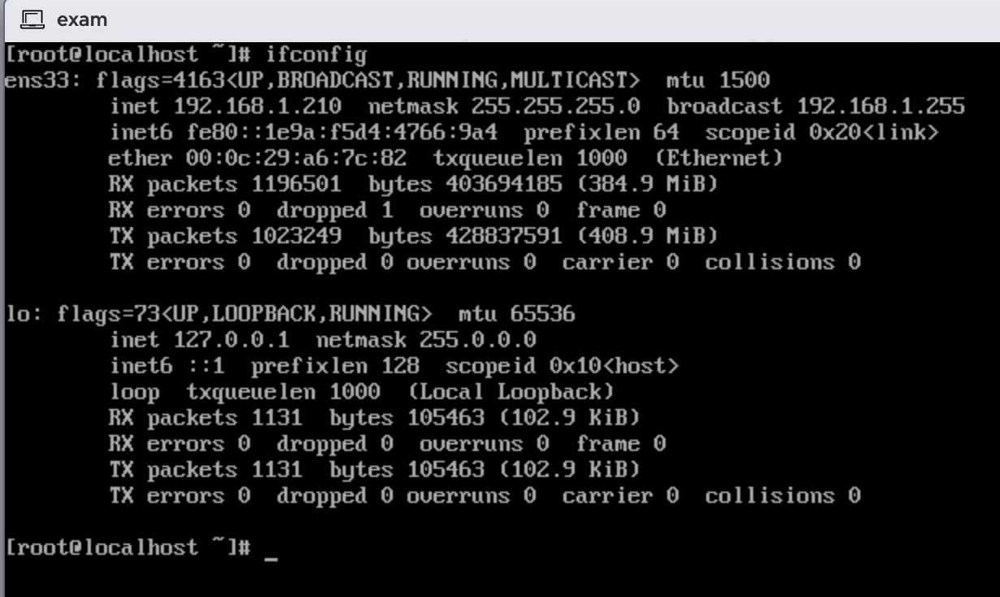 exam
[root@localhost ~]# ifconfig
ens33: flags=4163<UP,BROADCAST,RUNNING,MULTICAST>  mtu 1500
        inet 192.168.1.210  netmask 255.255.255.0  broadcast 192.168.1.255
        inet6 fe80::1e9a:f5d4:4766:9a4  prefixlen 64  scopeid 0x20<link>
        ether 00:0c:29:a6:7c:82  txqueuelen 1000  (Ethernet)
        RX packets 1196501  bytes 403694185 (384.9 MiB)
        RX errors 0  dropped 1  overruns 0  frame 0
        TX packets 1023249  bytes 428837591 (408.9 MiB)
        TX errors 0  dropped 0 overruns 0  carrier 0  collisions 0
lo: flags=73<UP,LOOPBACK,RUNNING>  mtu 65536
        inet 127.0.0.1  netmask 255.0.0.0
        inet6 ::1  prefixlen 128  scopeid 0x10<host>
        loop  txqueuelen 1000  (Local Loopback)
        RX packets 1131  bytes 105463 (102.9 KiB)
        RX errors 0  dropped 0  overruns 0  frame 0
        TX packets 1131  bytes 105463 (102.9 KiB)
        TX errors 0  dropped 0 overruns 0  carrier 0  collisions 0
[root@localhost ~]# _